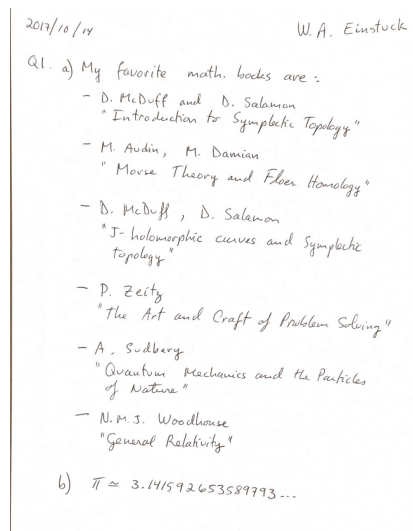 2017/10/14
W. A. Einstuck
Q1. a) My favorite math. books are :
- D. McDuff and D. Salamon
"Introduction to Symplectic Topology"
- M. Audin, M. Damian
"Morse Theory and Floer Homology"
- D. McDuff, D. Salamon
"J-holomorphic curves and Symplectic
topology"
- P. Zeitz
"The Art and Craft of Problem Solving"
- A. Sudbery
"Quantum Mechanics and the Particles
of Nature"
- N.M.J. Woodhouse
"General Relativity"
b) π ≃ 3.141592653589793...